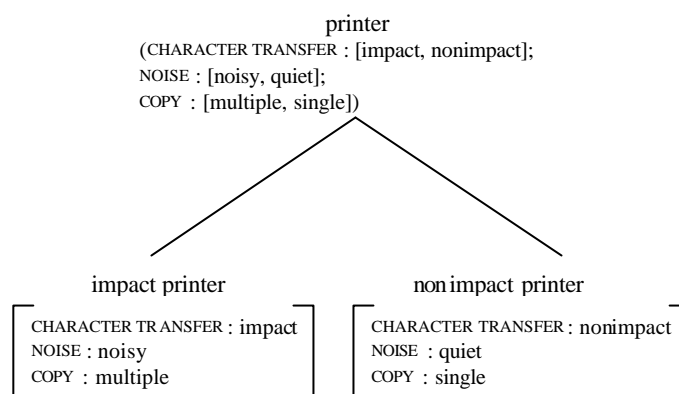 printer
(CHARACTER TRANSFER : [impact, nonimpact];
NOISE : [noisy, quiet];
COPY : [multiple, single])
impact printer
nonimpact printer
CHARACTER TRANSFER : impact
NOISE : noisy
COPY : multiple
CHARACTER TRANSFER : nonimpact
NOISE : quiet
COPY : single